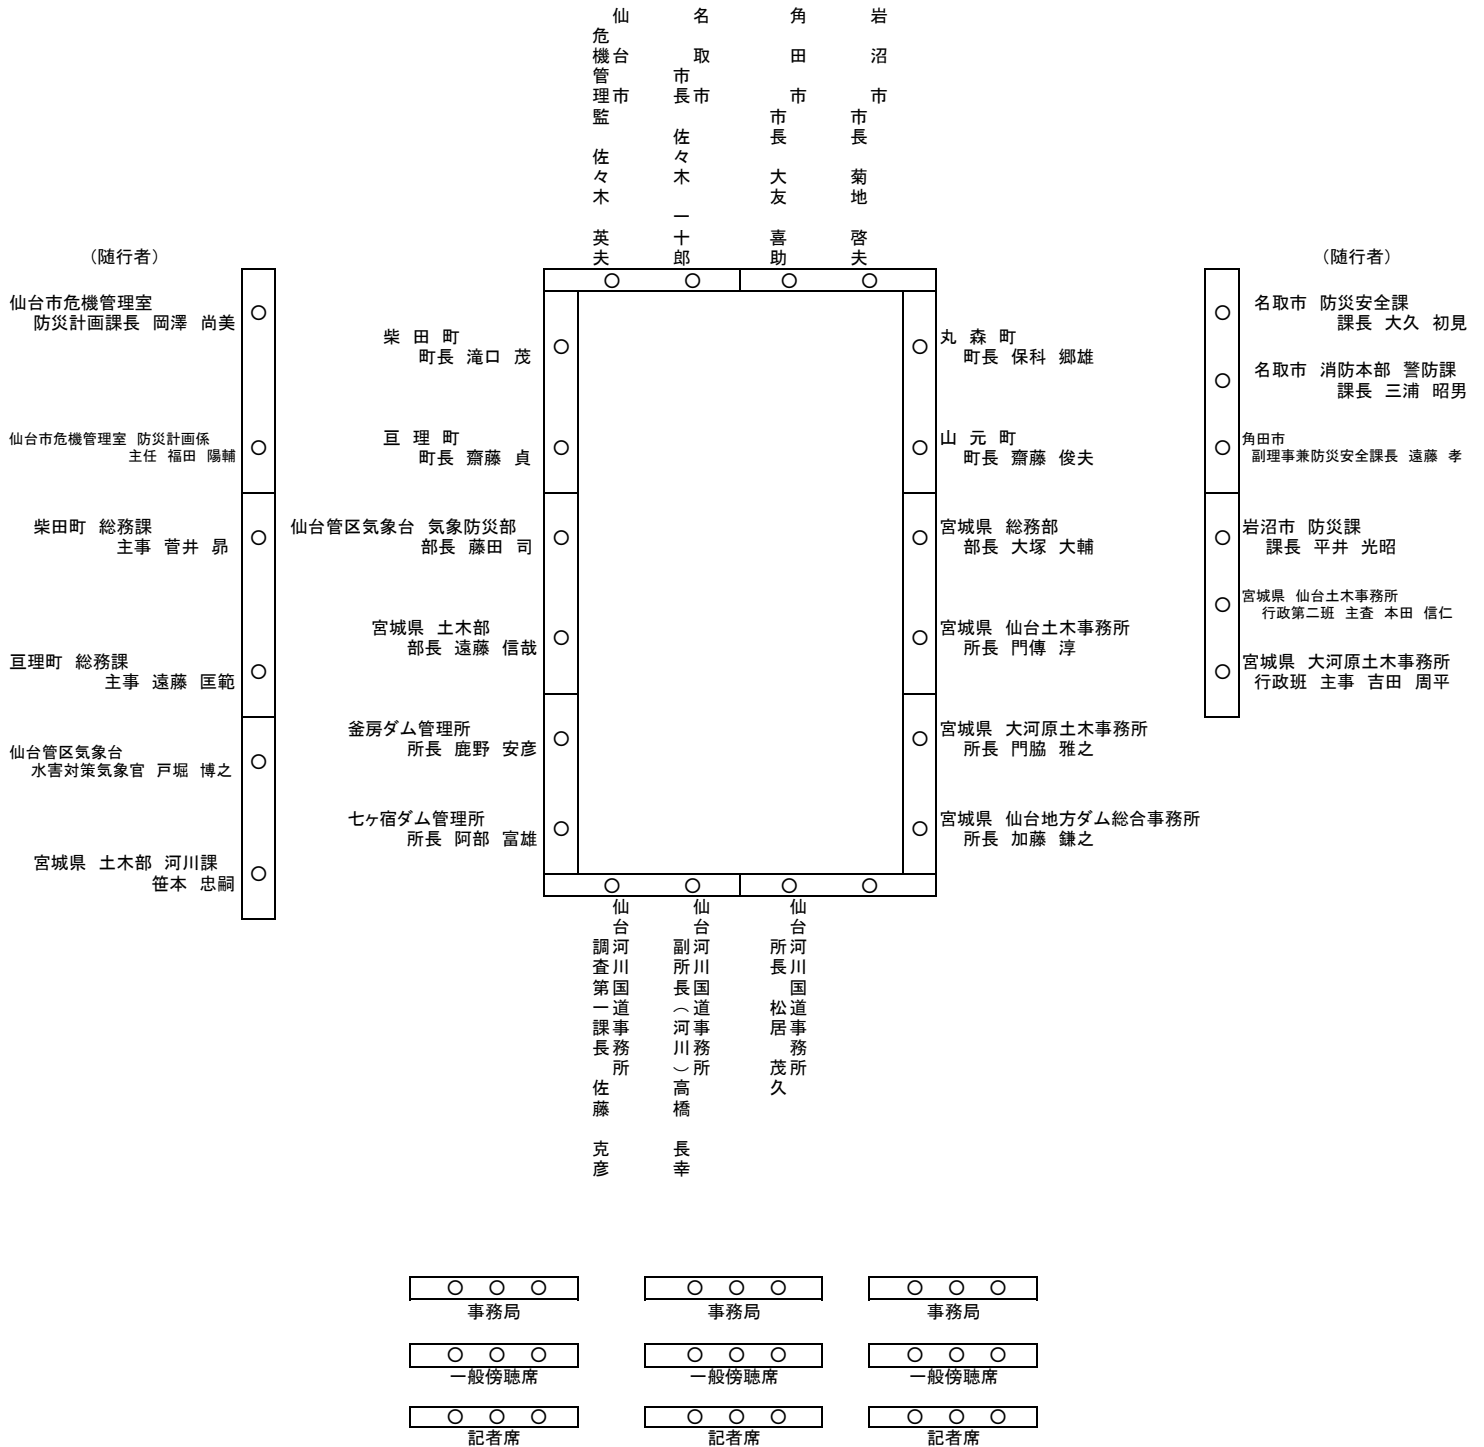 岩沼市
市長 菊地 啓夫
角田市
市長 大友 喜助
名取市
市長 佐々木 一十郎
仙台市
危機管理監 佐々木 英夫
（随行者）
仙台市危機管理室
防災計画課長 岡澤 尚美
仙台市危機管理室 防災計画係
主任 福田 陽輔
柴田町 総務課
主事 菅井 昴
亘理町 総務課
主事 遠藤 匡範
仙台管区気象台
水害対策気象官 戸堀 博之
宮城県 土木部 河川課
笹本 忠嗣
柴 田 町
町長 滝口 茂
亘 理 町
町長 齋藤 貞
仙台管区気象台 気象防災部
部長 藤田 司
宮城県 土木部
部長 遠藤 信哉
釜房ダム管理所
所長 鹿野 安彦
七ヶ宿ダム管理所
所長 阿部 富雄
丸 森 町
町長 保科 郷雄
山 元 町
町長 齋藤 俊夫
宮城県 総務部
部長 大塚 大輔
宮城県 仙台土木事務所
所長 門傳 淳
宮城県 大河原土木事務所
所長 門脇 雅之
宮城県 仙台地方ダム総合事務所
所長 加藤 鎌之
（随行者）
名取市 防災安全課
課長 大久 初見
名取市 消防本部 警防課
課長 三浦 昭男
角田市
副理事兼防災安全課長 遠藤 孝
岩沼市 防災課
課長 平井 光昭
宮城県 仙台土木事務所
行政第二班 主査 本田 信仁
宮城県 大河原土木事務所
行政班 主事 吉田 周平
仙台河川国道事務所
所長 松居 茂久
仙台河川国道事務所
副所長（河川）高橋 長幸
仙台河川国道事務所
調査第一課長 佐藤 克彦
事務局
事務局
事務局
一般傍聴席
一般傍聴席
一般傍聴席
記者席
記者席
記者席